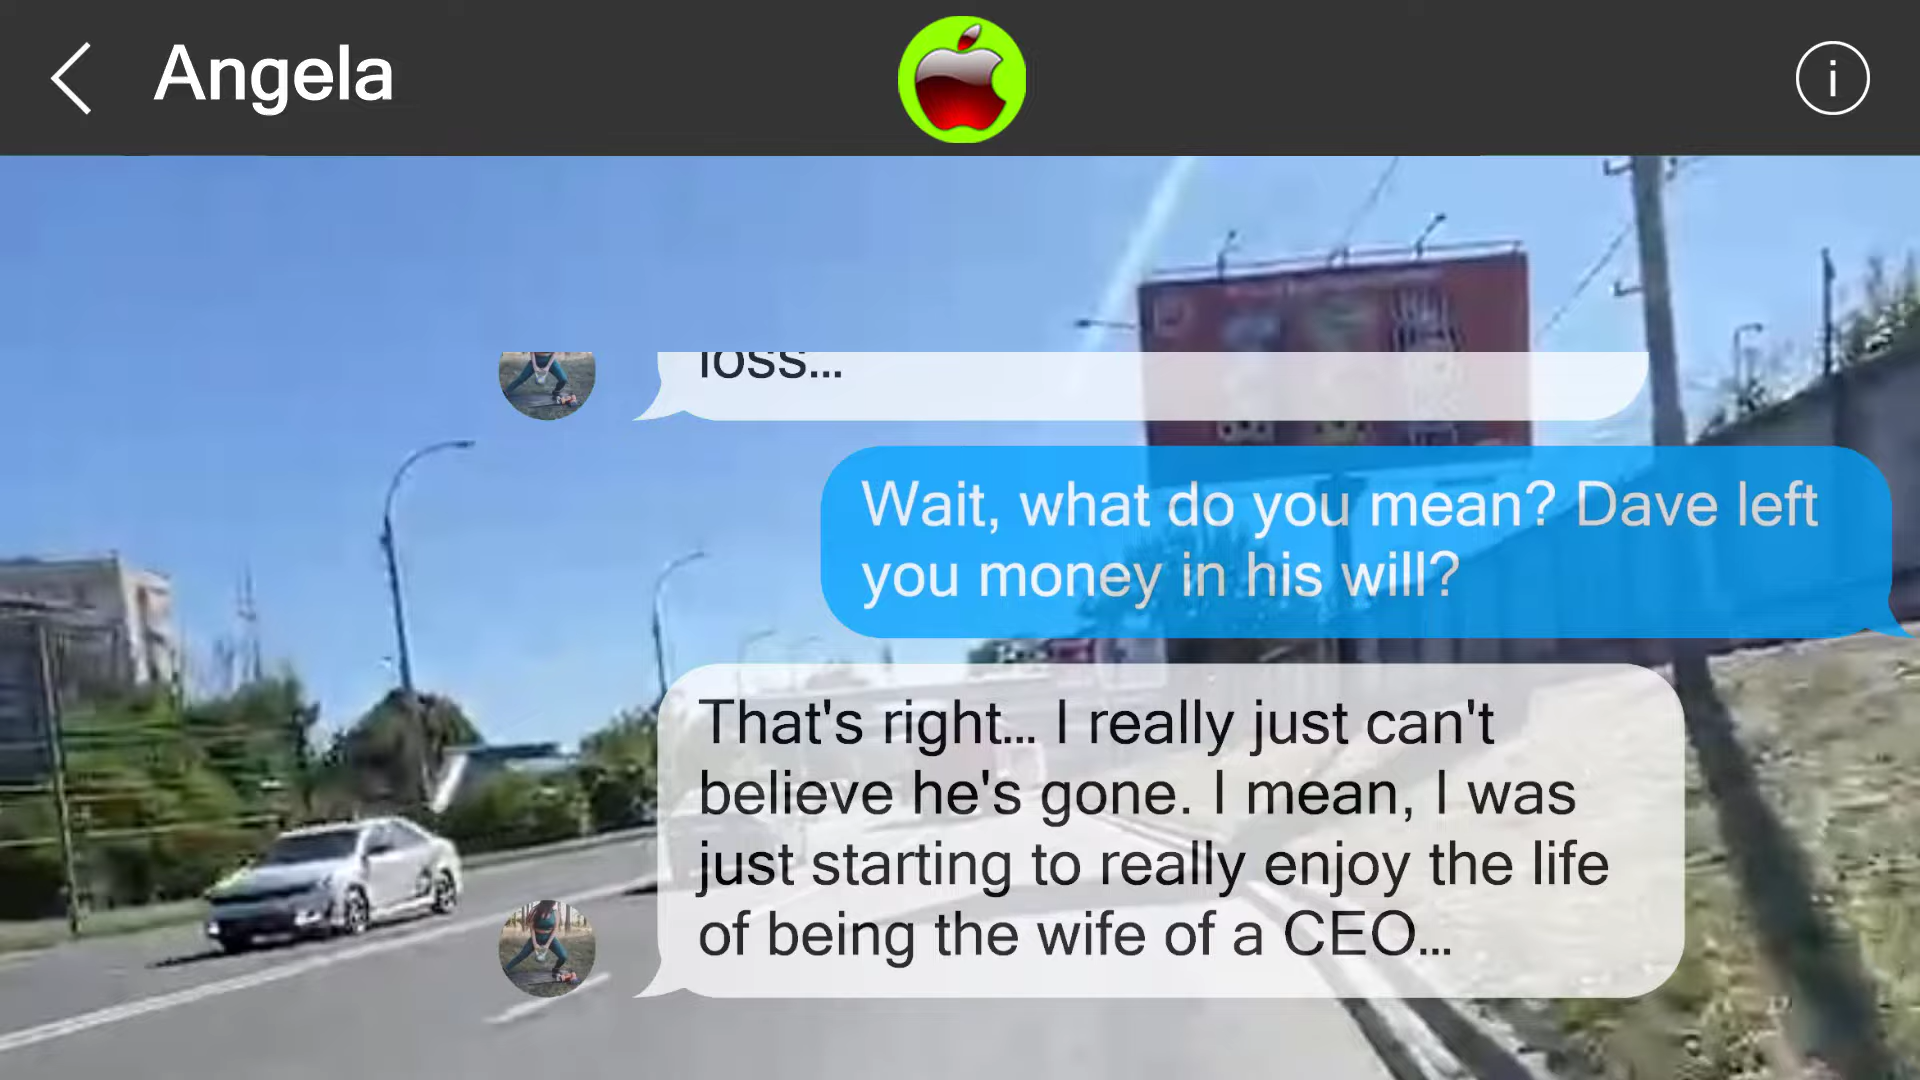 Angela
loss...
Wait, what do you mean? Dave left
you money in his will?
That's right... I really just can't
believe he's gone. I mean, I was
just starting to really enjoy the life
of being the wife of a CEO...